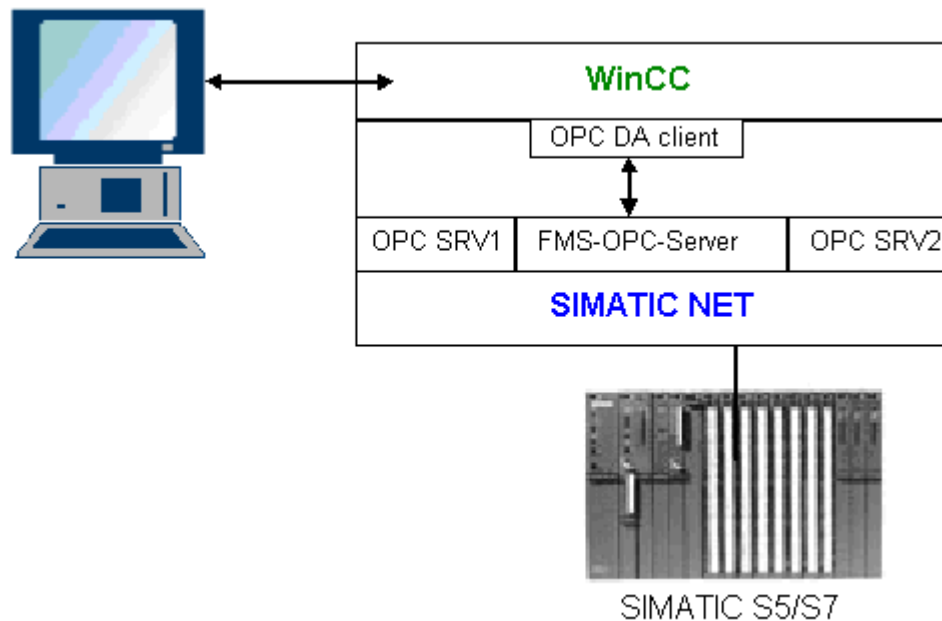 WinCC
OPC DA client
OPC SRV1
FMS-OPC-Server
OPC SRV2
SIMATIC NET
SIMATIC S5/S7